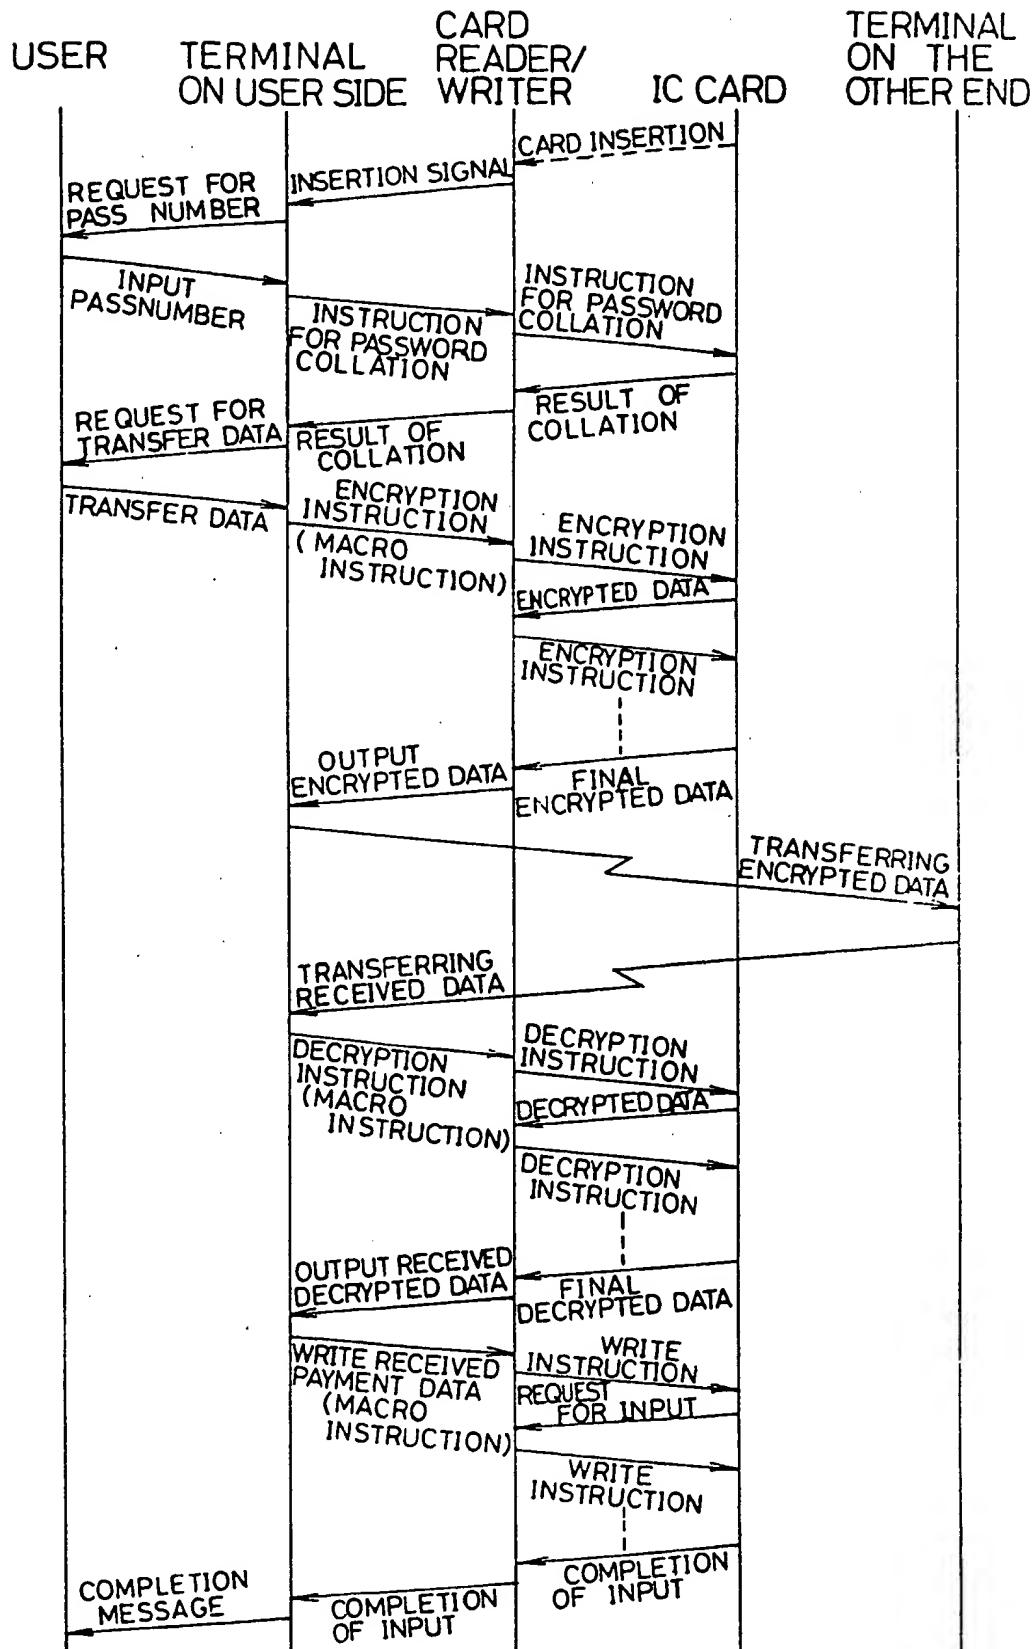 USER
TERMINAL
ON USER SIDE
CARD
READER/
WRITER
IC CARD
TERMINAL
ON THE
OTHER END
CARD INSERTION
INSERTION SIGNAL
REQUEST FOR
PASS NUMBER
INPUT
PASSNUMBER
INSTRUCTION
FOR PASSWORD
COLLATION
INSTRUCTION
FOR PASSWORD
COLLATION
RESULT OF
COLLATION
RESULT OF
COLLATION
REQUEST FOR
TRANSFER DATA
TRANSFER DATA
ENCRYPTION
INSTRUCTION
(MACRO
INSTRUCTION)
ENCRYPTION
INSTRUCTION
ENCRYPTED DATA
ENCRYPTION
INSTRUCTION
FINAL
ENCRYPTED DATA
OUTPUT
ENCRYPTED DATA
TRANSFERRING
ENCRYPTED DATA
TRANSFERRING
RECEIVED DATA
DECRYPTION
INSTRUCTION
(MACRO
INSTRUCTION)
DECRYPTION
INSTRUCTION
DECRYPTED DATA
DECRYPTION
INSTRUCTION
FINAL
DECRYPTED DATA
OUTPUT RECEIVED
DECRYPTED DATA
WRITE RECEIVED
PAYMENT DATA
(MACRO
INSTRUCTION)
WRITE
INSTRUCTION
REQUEST
FOR INPUT
WRITE
INSTRUCTION
COMPLETION
OF INPUT
COMPLETION
OF INPUT
COMPLETION
MESSAGE